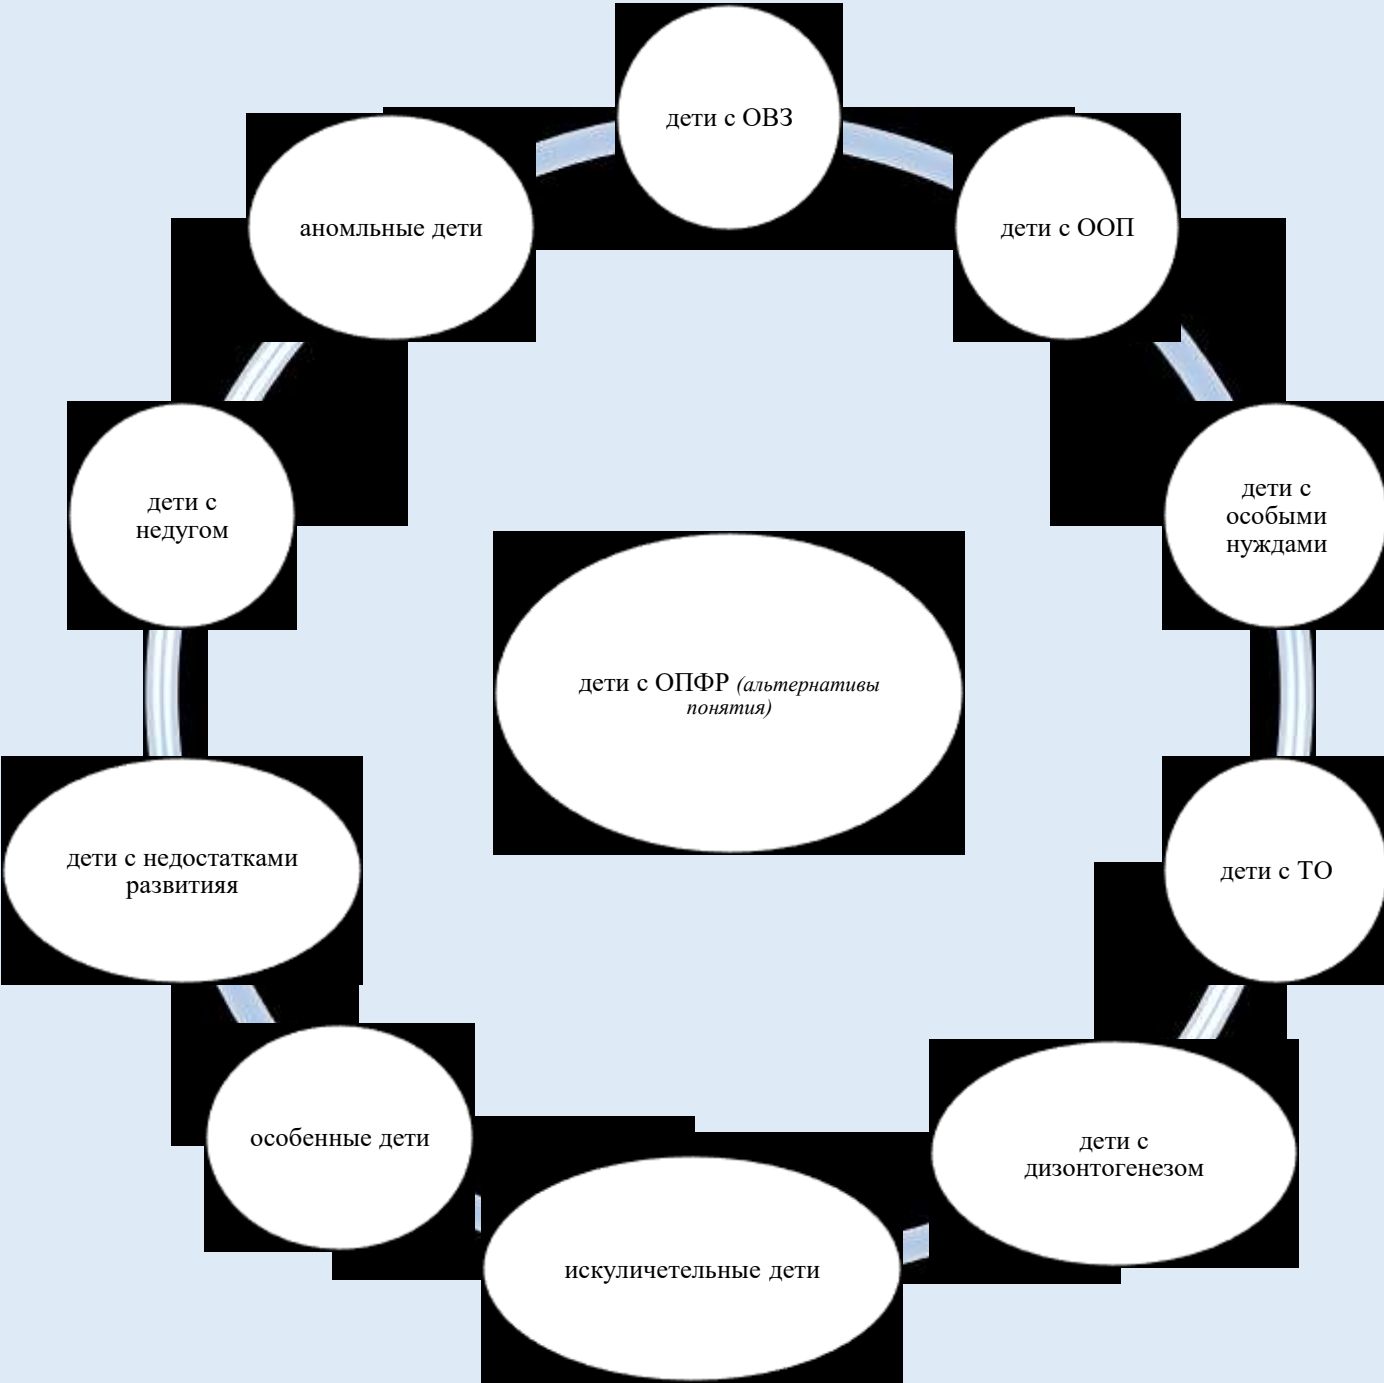 дети с ОВЗ
аномльные дети
дети с ООП
дети с
недугом
дети с
особыми
нуждами
дети с ОПФР (альтернативы
понятия)
дети с недостатками
развитияя
дети с ТО
особенные дети
дети с
дизонтогенезом
искуличетельные дети